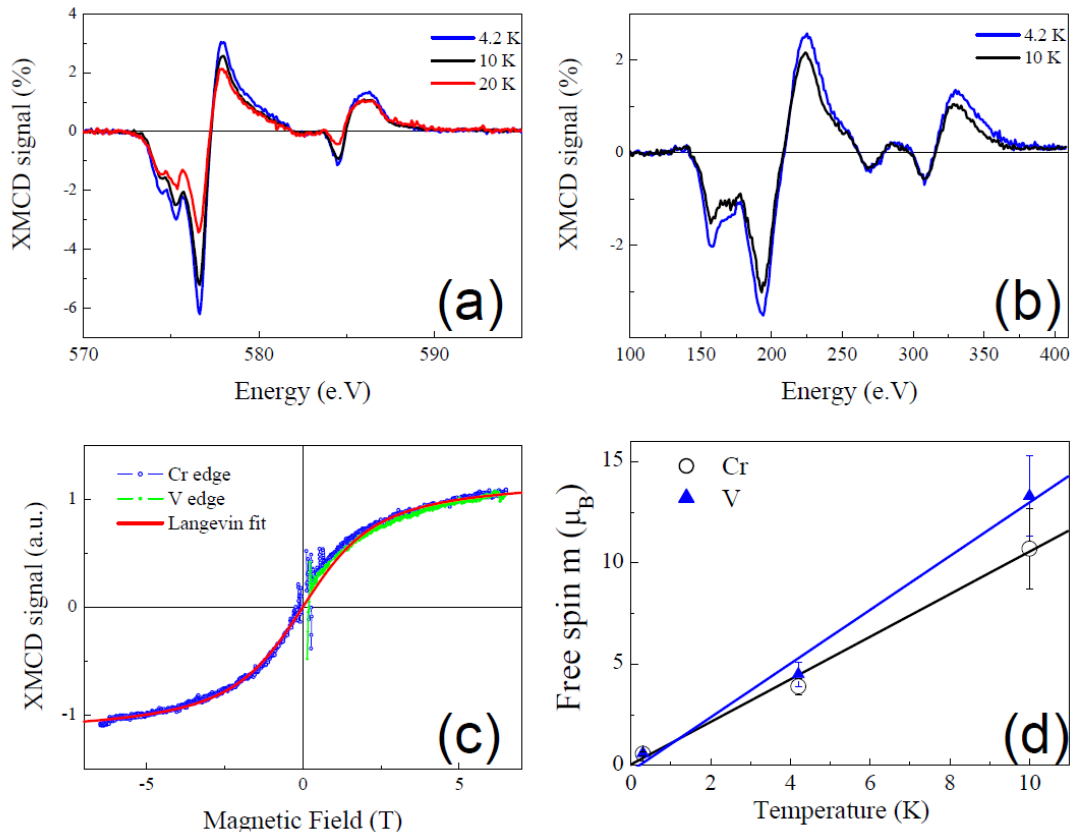 4
2
0
-2
-4
-6
XMCD signal (%)
4.2 K
10 K
20 K
(a)
570
580
590
Energy (e.V)
2
0
-2
XMCD signal (%)
4.2 K
10 K
(b)
100
150
200
250
300
350
400
Energy (e.V)
1
0
-1
XMCD signal (a.u.)
Cr edge
V edge
Langevin fit
(c)
-5
0
5
Magnetic Field (T)
15
10
5
0
Free spin m (μB)
Cr
V
(d)
0
2
4
6
8
10
Temperature (K)